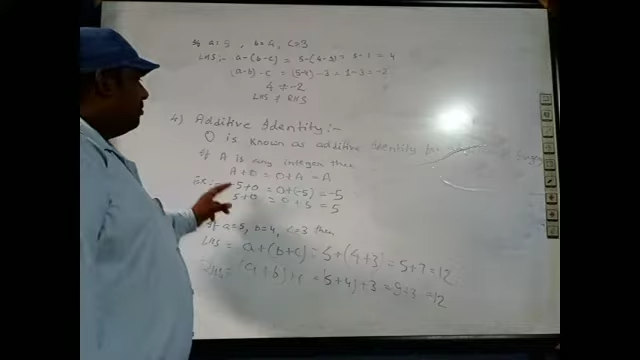 If a=5, b=4, c=3
LHS:- a-(b-c) = 5-(4-3) = 5-1 = 4
(a-b)-c = (5-4)-3 = 1-3 = -2
4 ≠ -2
LHS ≠ RHS
4) Additive Identity:-
0 is known as additive identity for
If A is any integer then
A+0 = 0+A = A
Ex:- -5+0 = 0+(-5) = -5
5+0 = 0+5 = 5
If a=5, b=4, c=3 then
LHS = a+(b+c) = 5+(4+3) = 5+7 = 12
RHS = (a+b)+c = (5+4)+3 = 9+3 = 12